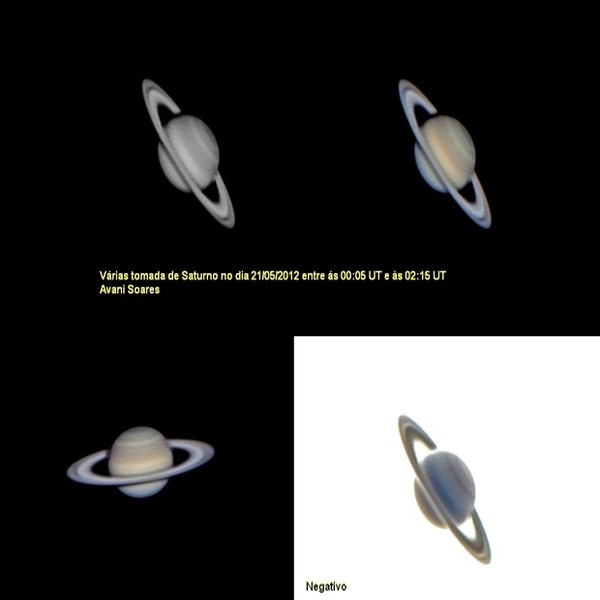 Várias tomada de Saturno no dia 21/05/2012 entre ás 00:05 UT e às 02:15 UT
Avani Soares
Negativo